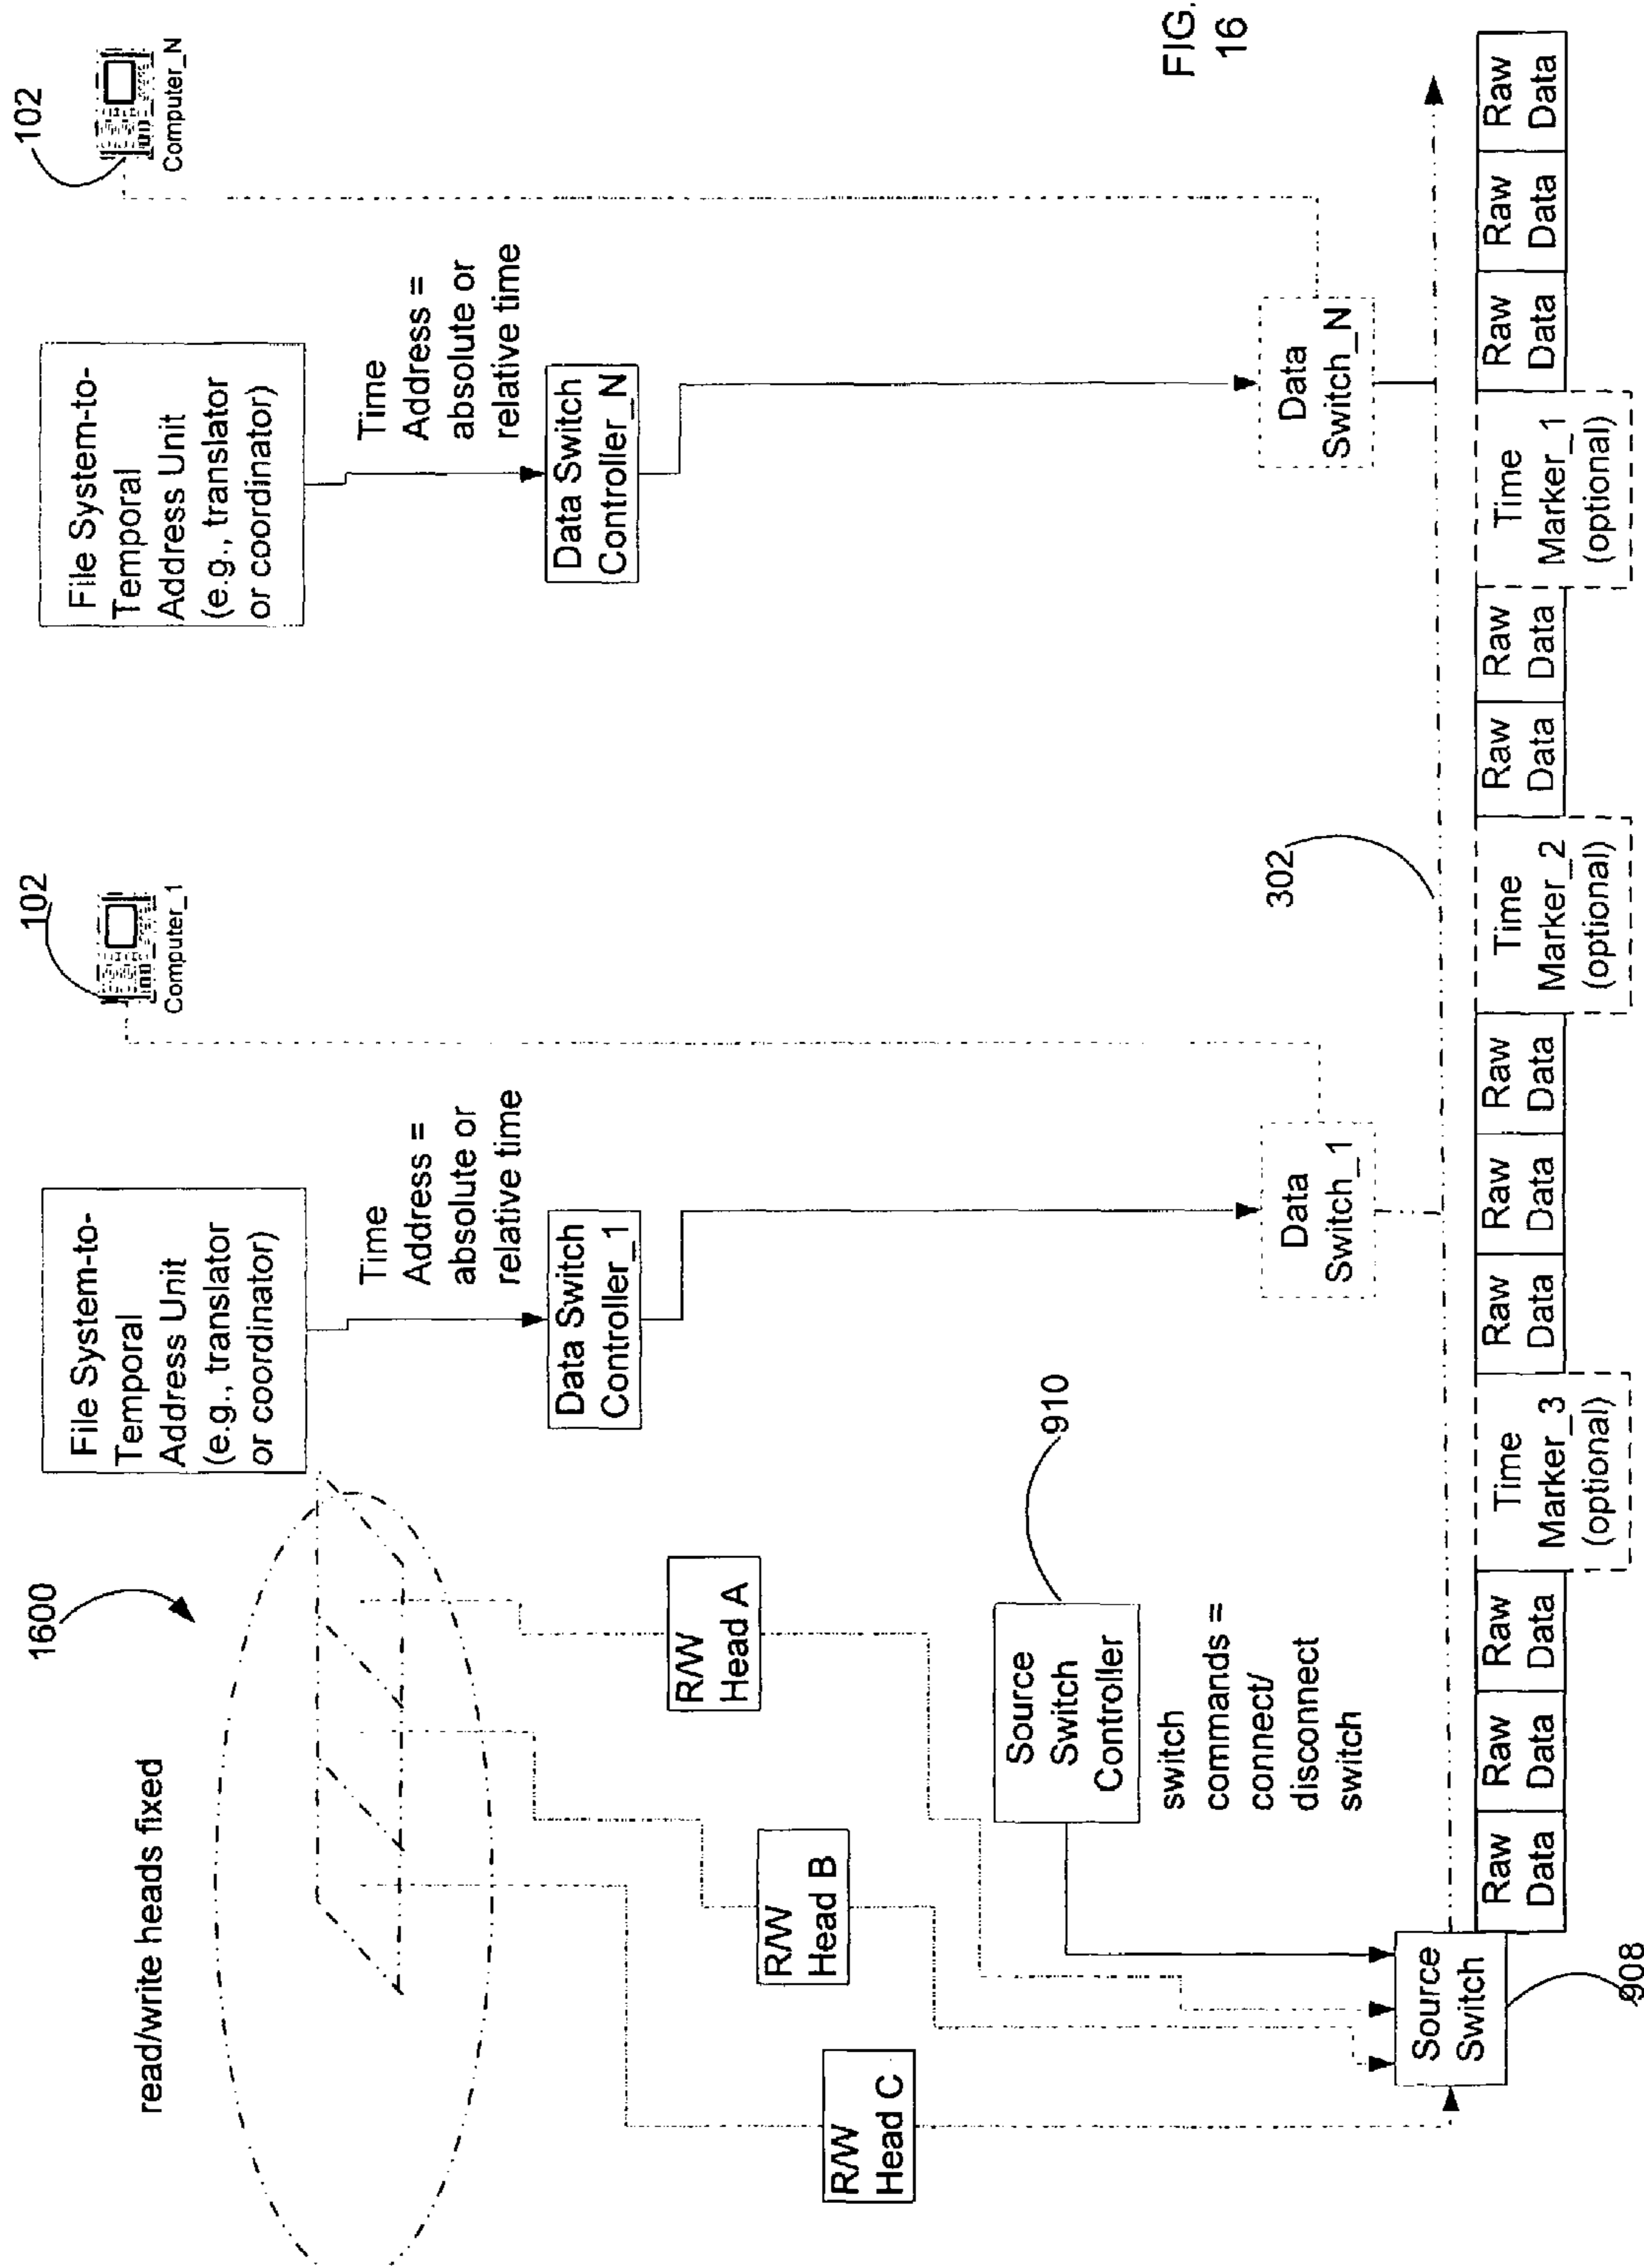 FIG.
16
1600
read/write heads fixed
File System-to-
Temporal
Address Unit
(e.g., translator
or coordinator)
Time
Address =
absolute or
relative time
Data Switch
Controller_1
102
Computer_1
File System-to-
Temporal
Address Unit
(e.g., translator
or coordinator)
Time
Address =
absolute or
relative time
Data Switch
Controller_N
102
Computer_N
R/W
Head A
R/W
Head B
R/W
Head C
910
Source
Switch
Controller
switch
commands =
connect/
disconnect
switch
Data
Switch_1
Data
Switch_N
302
Source
Switch
908
Raw
Data
Raw
Data
Raw
Data
Time
Marker_3
(optional)
Raw
Data
Raw
Data
Raw
Data
Time
Marker_2
(optional)
Raw
Data
Raw
Data
Time
Marker_1
(optional)
Raw
Data
Raw
Data
Raw
Data